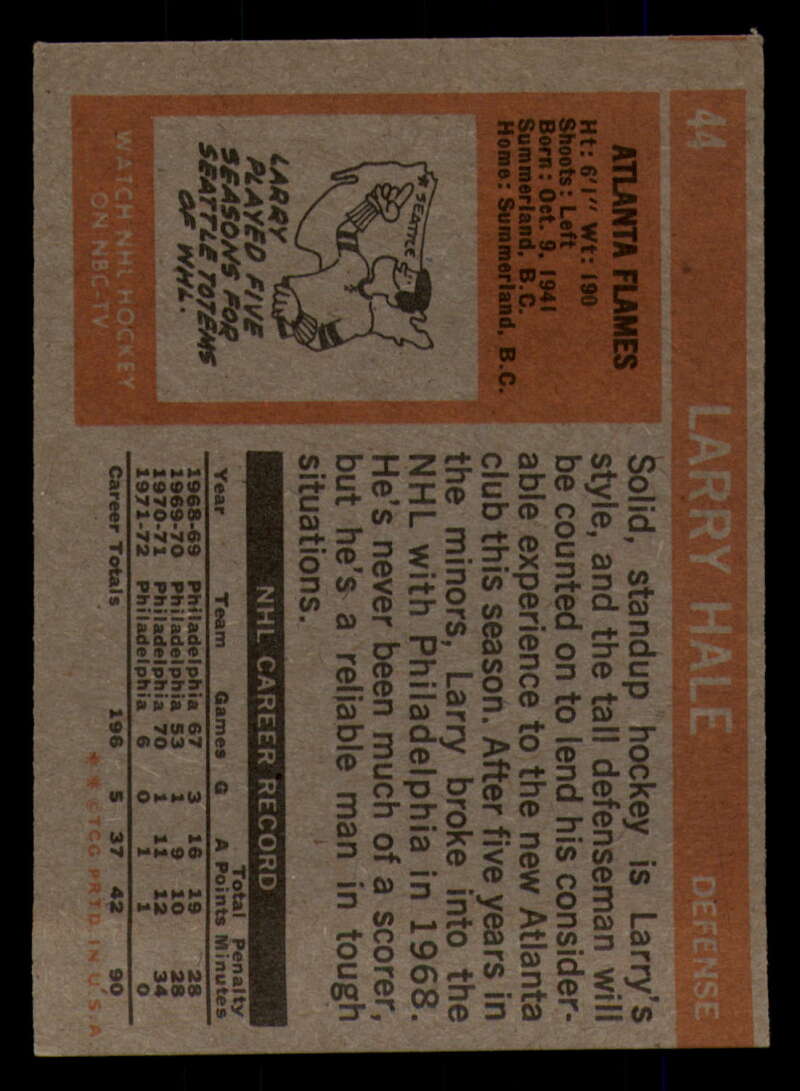 44 LARRY HALE DEFENSE
ATLANTA FLAMES
Ht: 6'1" Wt: 190
Shoots: Left
Born: Oct. 9, 1941
Summerland, B.C.
Home: Summerland, B.C.
★ SEATTLE
LARRY
PLAYED FIVE
SEASONS FOR
SEATTLE TOTEMS
OF WHL.
WATCH NHL HOCKEY
ON NBC-TV
Solid, standup hockey is Larry's
style, and the tall defenseman will
be counted on to lend his consider-
able experience to the new Atlanta
club this season. After five years in
the minors, Larry broke into the
NHL with Philadelphia in 1968.
He's never been much of a scorer,
but he's a reliable man in tough
situations.
NHL CAREER RECORD
Total Penalty
Year Team Games G A Points Minutes
1968-69 Philadelphia 67 3 16 19 28
1969-70 Philadelphia 53 1 9 10 28
1970-71 Philadelphia 70 1 11 12 34
1971-72 Philadelphia 6 0 1 1 0
Career Totals 196 5 37 42 90
★ ★ ©TCG PRTD. IN U.S.A.